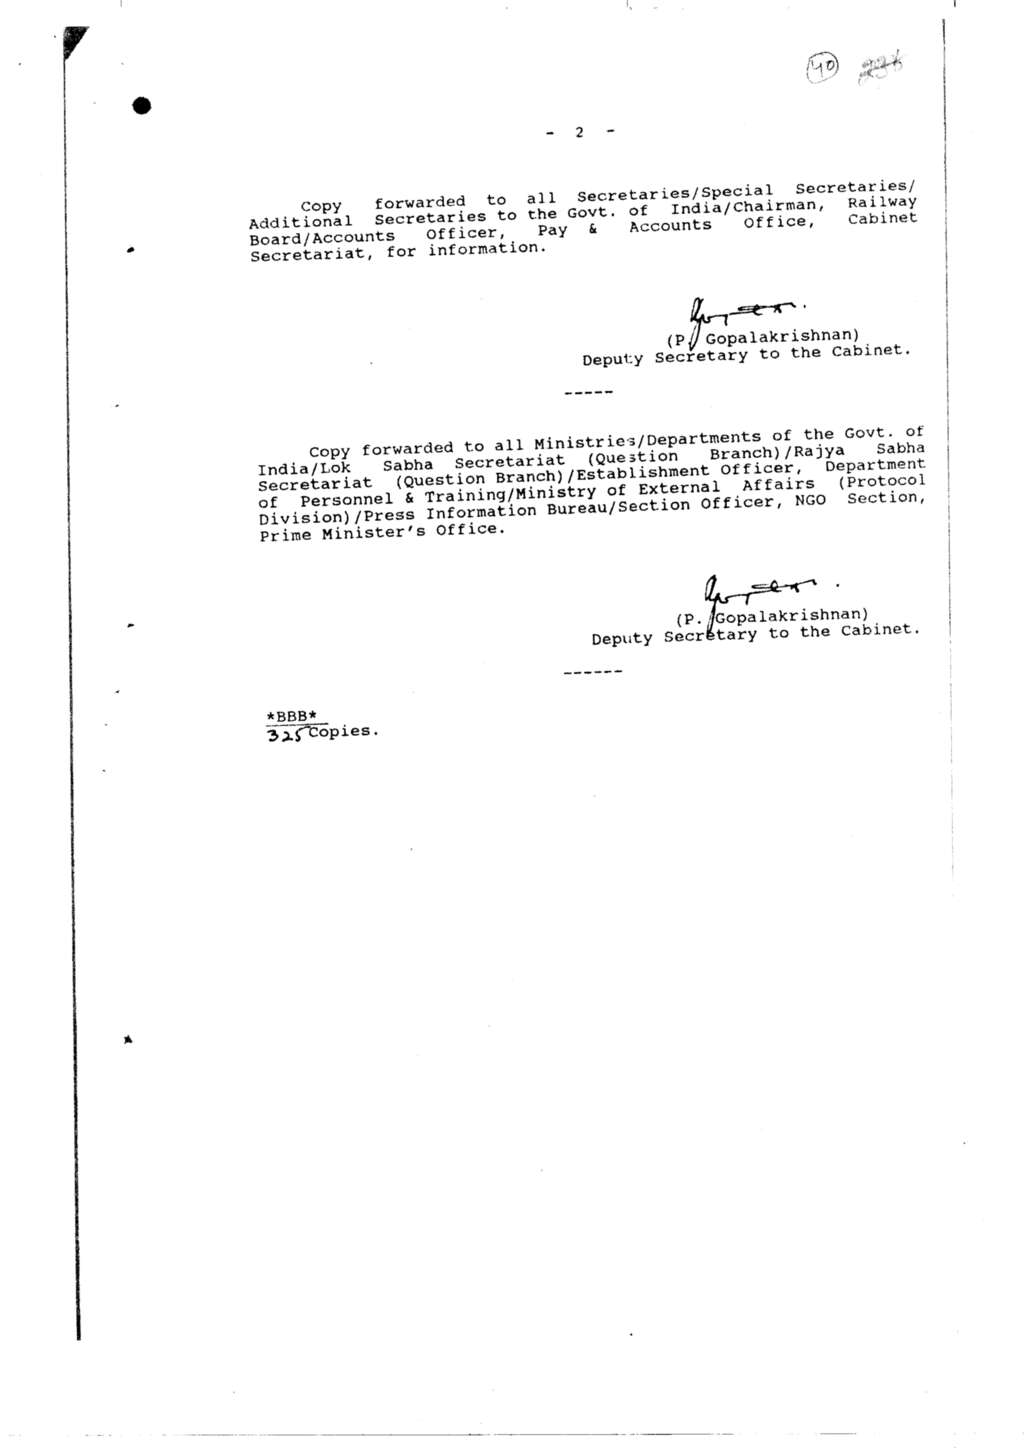 40
- 2 -
Copy forwarded to all Secretaries/Special Secretaries/
Additional Secretaries to the Govt. of India/Chairman, Railway
Board/Accounts Officer, Pay & Accounts Office, Cabinet
Secretariat, for information.
(P. Gopalakrishnan)
Deputy Secretary to the Cabinet.
-----
Copy forwarded to all Ministries/Departments of the Govt. of
India/Lok Sabha Secretariat (Question Branch)/Rajya Sabha
Secretariat (Question Branch)/Establishment Officer, Department
of Personnel & Training/Ministry of External Affairs (Protocol
Division)/Press Information Bureau/Section Officer, NGO Section,
Prime Minister's Office.
(P. Gopalakrishnan)
Deputy Secretary to the Cabinet.
------
*BBB*
325 Copies.